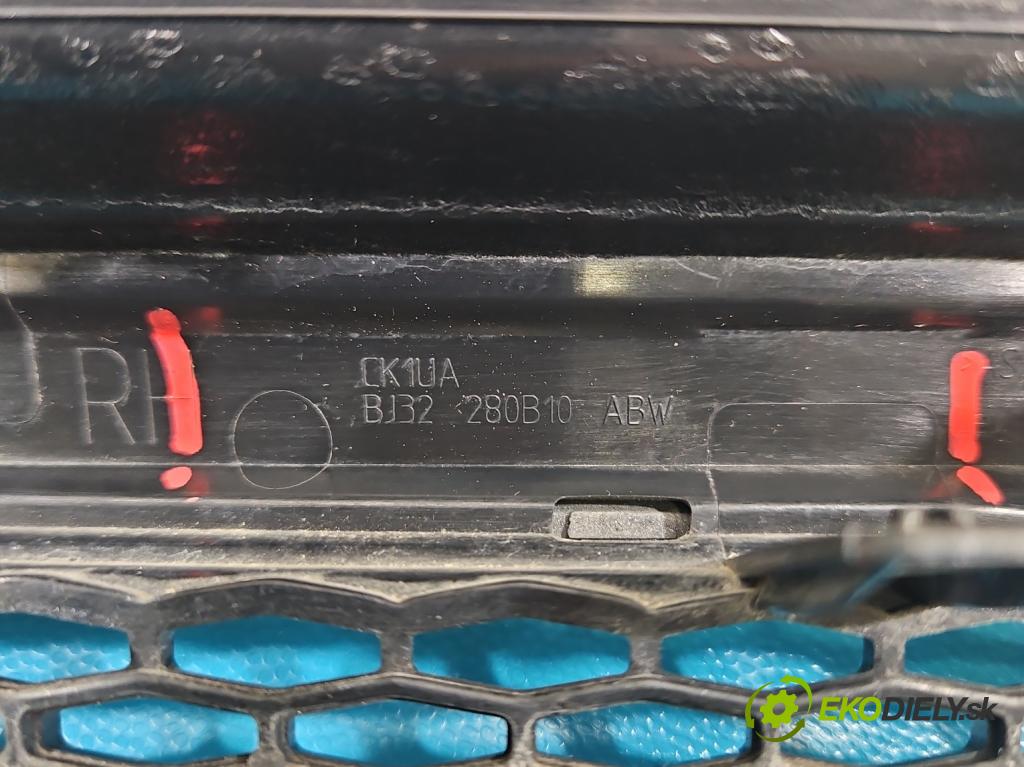 RH
CK1UA
BJ32 280B10 ABW
EKODIELY.sk